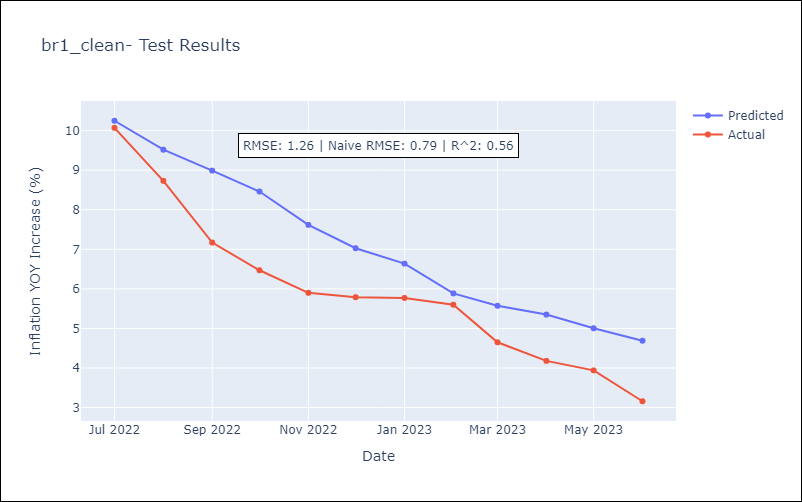 br1_clean- Test Results
Predicted
Actual
RMSE: 1.26 | Naive RMSE: 0.79 | R^2: 0.56
Inflation YOY Increase (%)
10
9
8
7
6
5
4
3
Jul 2022
Sep 2022
Nov 2022
Jan 2023
Mar 2023
May 2023
Date